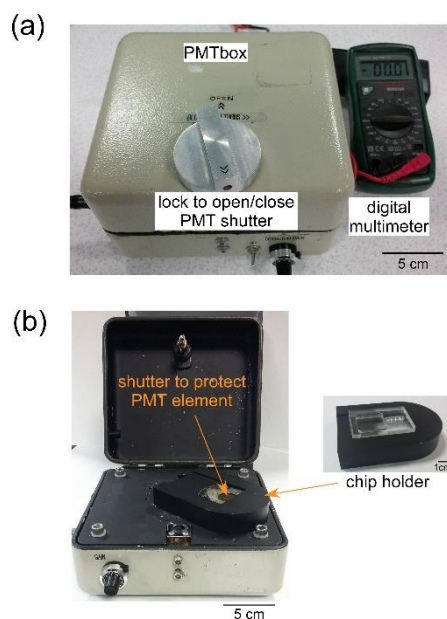 (a)
PMTbox
OPEN
lock to open/close
PMT shutter
digital
multimeter
5 cm
(b)
shutter to protect
PMT element
chip holder
1cm
GAIN
5 cm